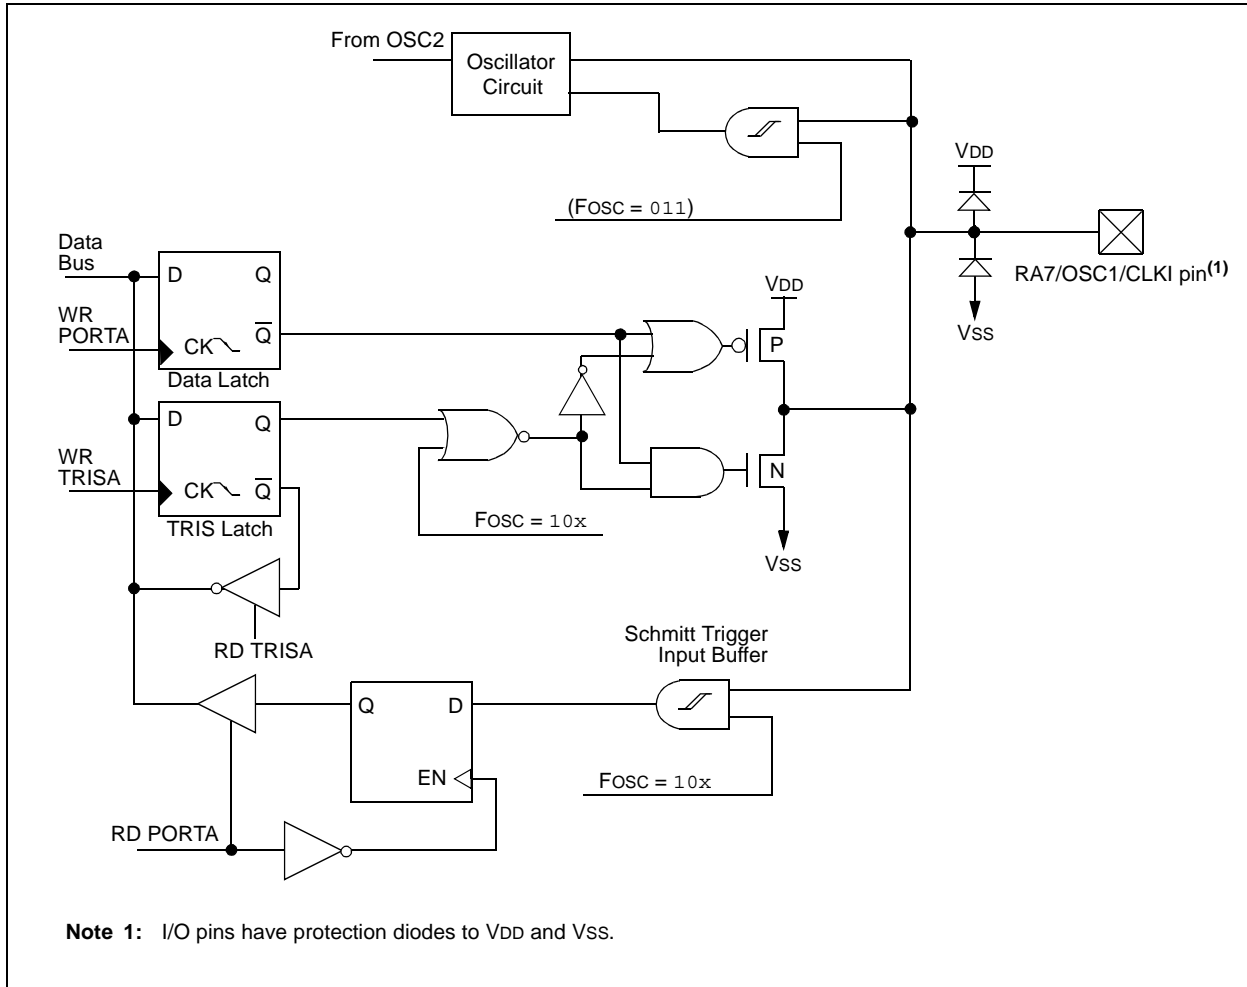 From OSC2
Oscillator
Circuit
VDD
(FOSC = 011)
Data
Bus
D
Q
RA7/OSC1/CLKI pin(1)
VDD
WR
PORTA
CK
Q
P
VSS
Data Latch
D
Q
WR
TRISA
CK
Q
N
FOSC = 10x
TRIS Latch
VSS
RD TRISA
Schmitt Trigger
Input Buffer
Q
D
EN
FOSC = 10x
RD PORTA
Note 1: I/O pins have protection diodes to VDD and VSS.